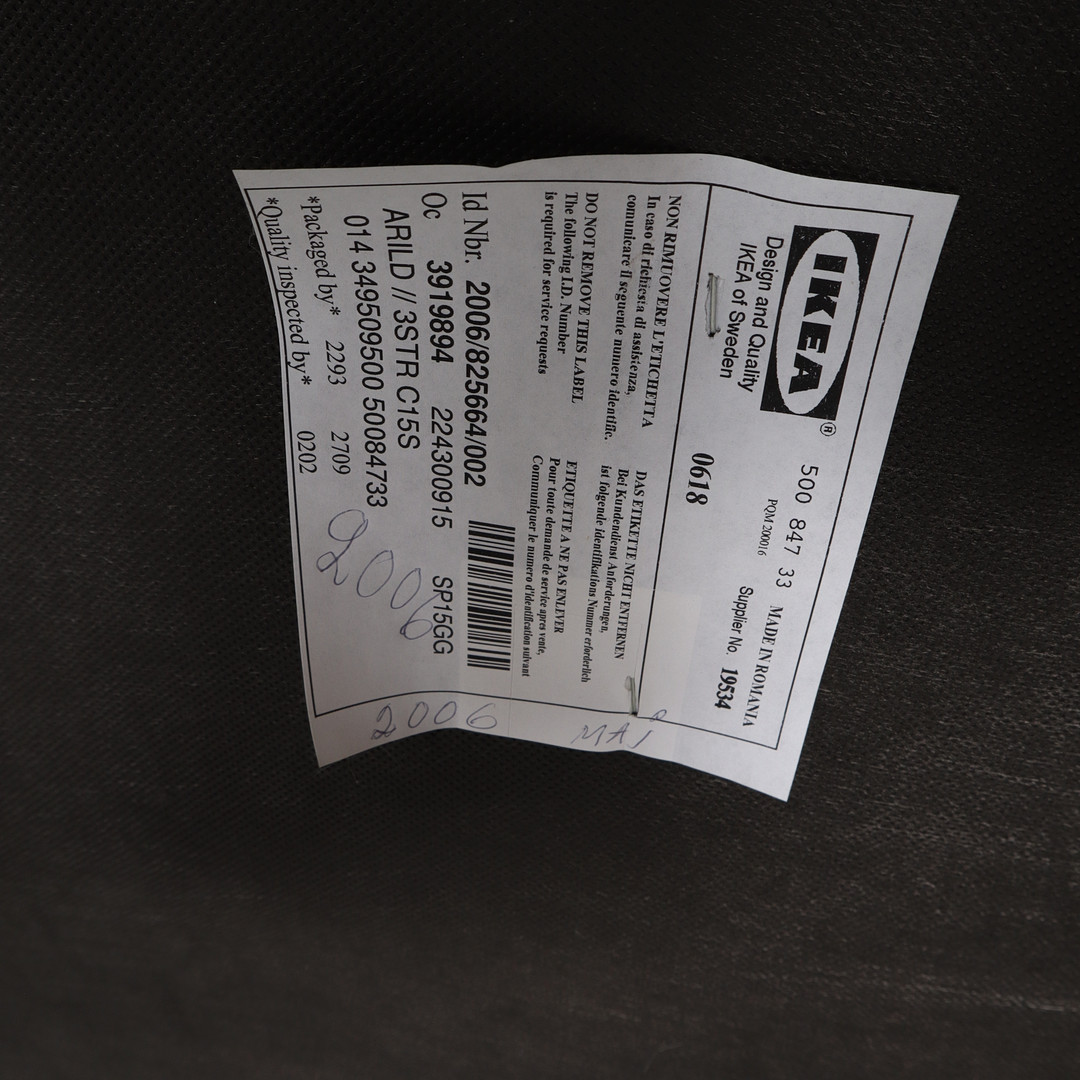 IKEA®
Design and Quality
IKEA of Sweden
500 847 33
PQM 200016
MADE IN ROMANIA
Supplier No. 19534
0618
NON RIMUOVERE L'ETICHETTA
In caso di richiesta di assistenza,
comunicare il seguente numero identific.
DO NOT REMOVE THIS LABEL
The following I.D. Number
is required for service requests
DAS ETIKETTE NICHT ENTFERNEN
Bei Kundendienst Anforderungen,
ist folgende identifikations Nummer erforderlich
ETIQUETTE A NE PAS ENLEVER
Pour toute demande de service apres vente,
Communiquer le numero d'identification suivant
Id Nbr. 2006/825664/002
Oc 3919894 224300915 SP15GG
ARILD // 3STR C15S
014 349509500 50084733
*Packaged by* 2293 2709
*Quality inspected by* 0202
2006
2006
MAJ